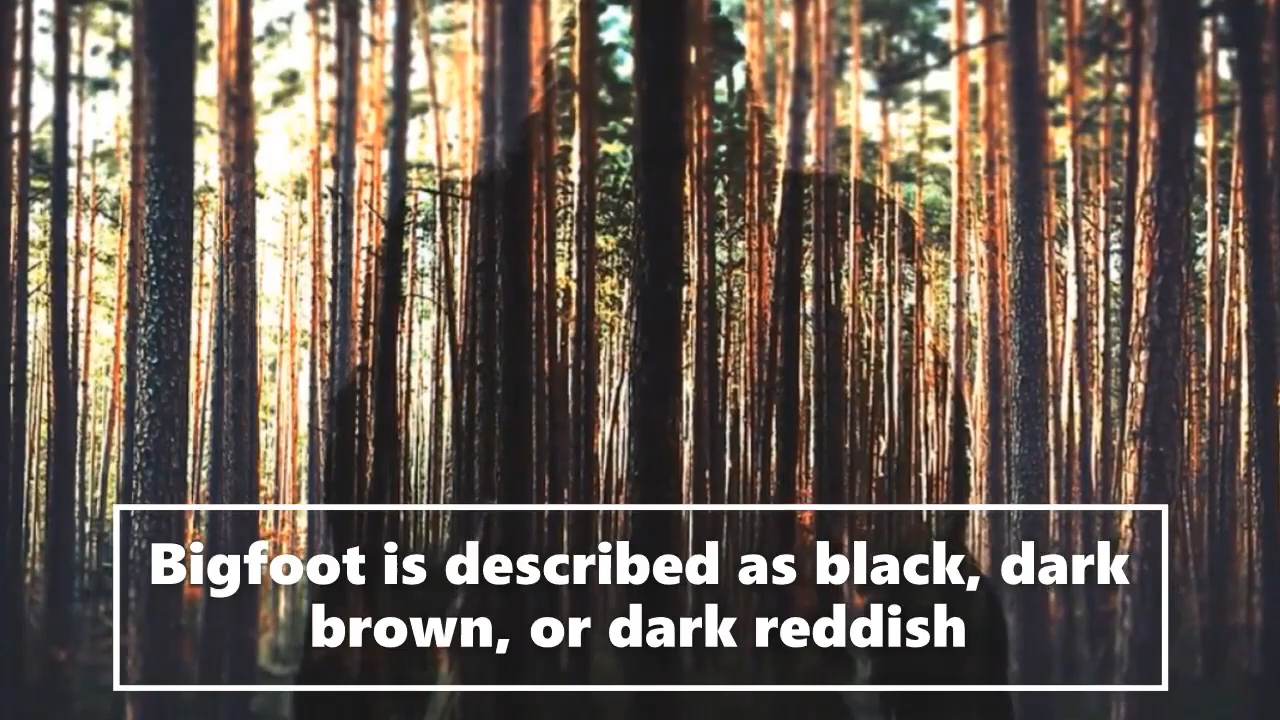 Bigfoot is described as black, dark
brown, or dark reddish